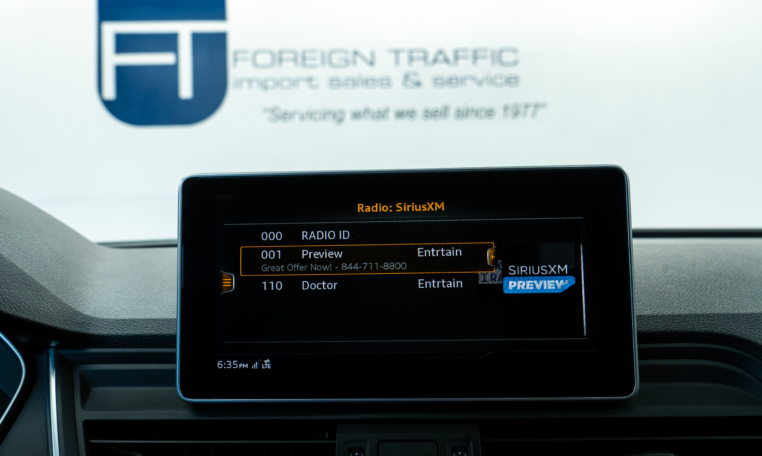 FT
FOREIGN TRAFFIC
import sales & service
"Servicing what we sell since 1977"
Radio: SiriusXM
000 RADIO ID
001 Preview Entrtain
Great Offer Now! - 844-711-8800
110 Doctor Entrtain
SIRIUSXM
PREVIEW
6:35PM LTE